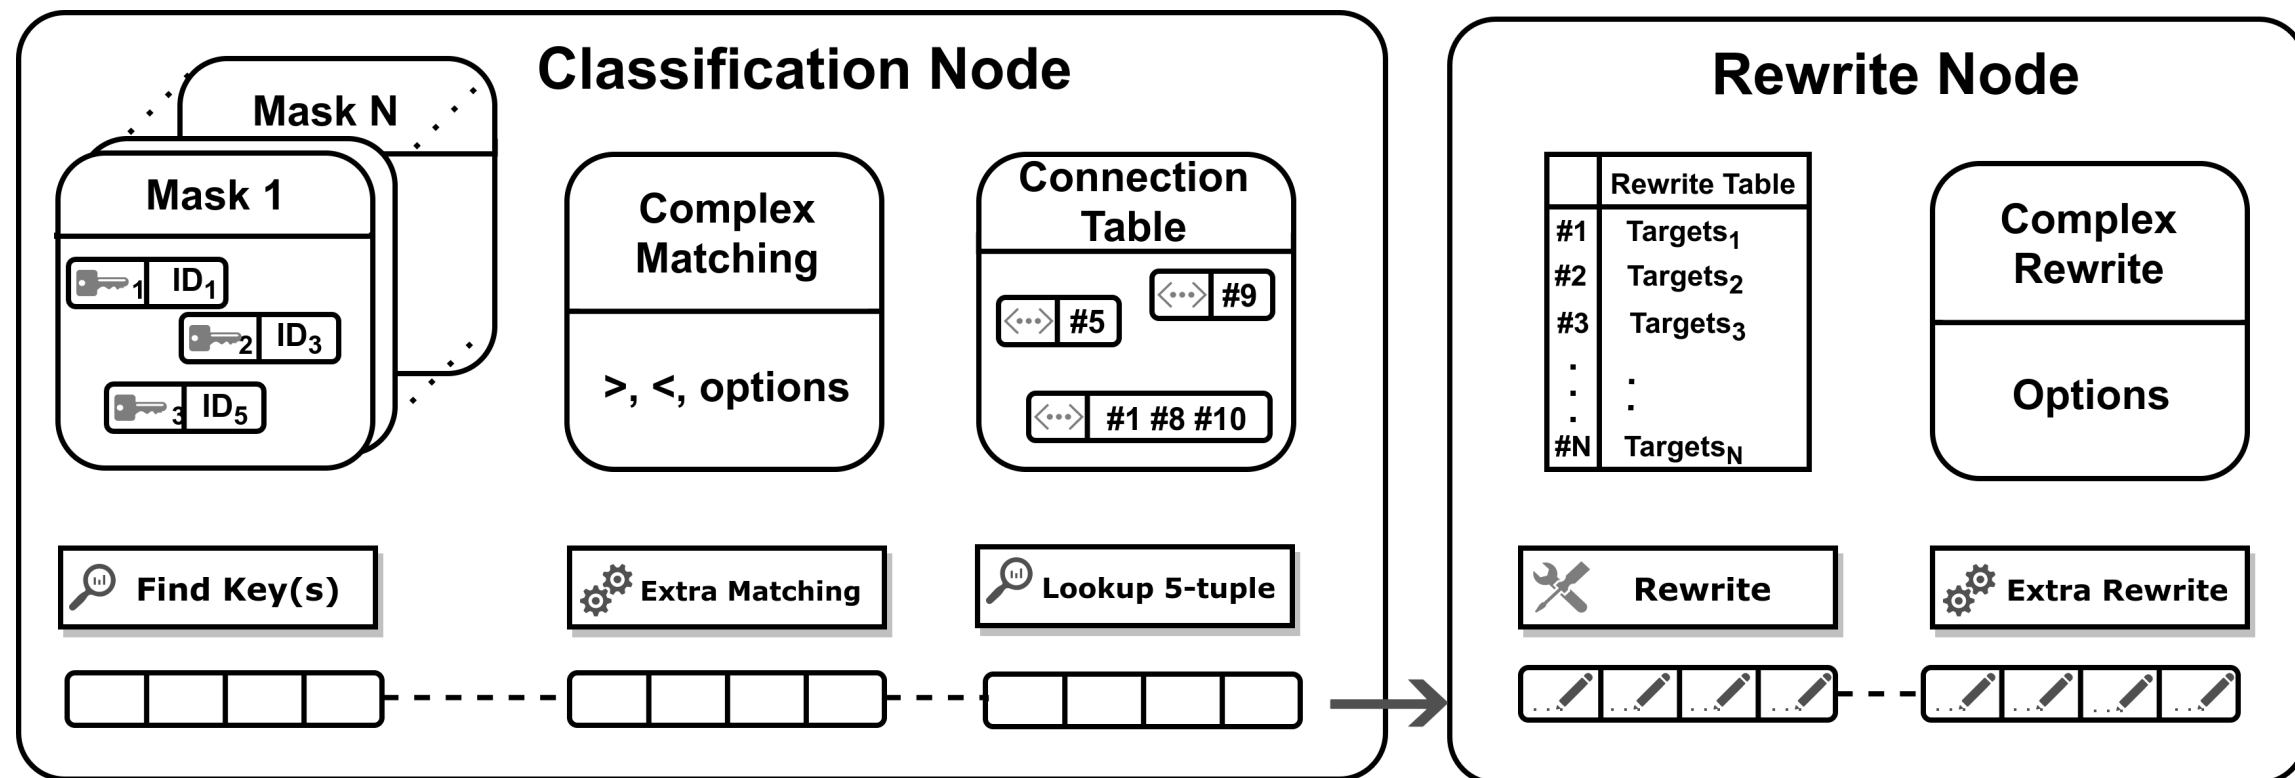 Classification Node
Mask N
Mask 1
1 ID1
2 ID3
3 ID5
Complex
Matching
>, <, options
Connection
Table
#9
#5
#1 #8 #10
Find Key(s)
Extra Matching
Lookup 5-tuple
Rewrite Node
Rewrite Table
#1 Targets1
#2 Targets2
#3 Targets3
#N TargetsN
Complex
Rewrite
Options
Rewrite
Extra Rewrite